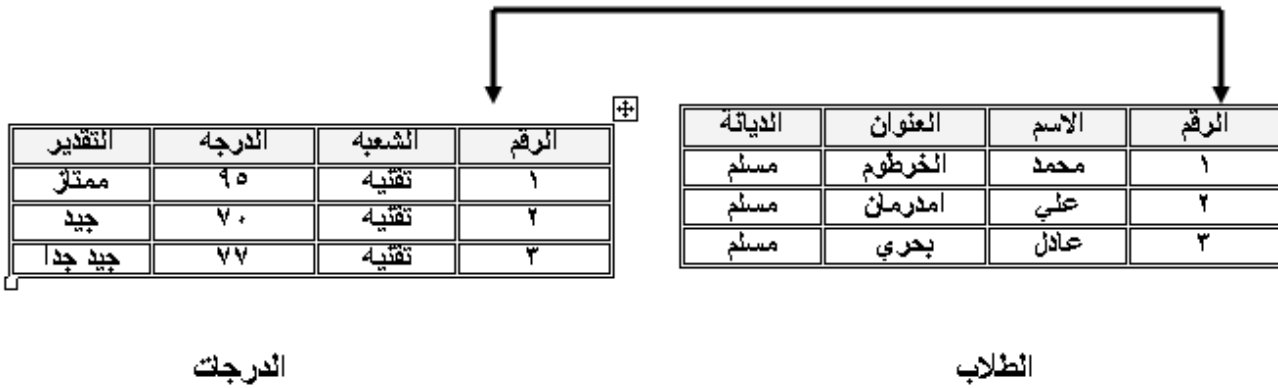 الرقم الاسم العنوان الديانة
١ محمد الخرطوم مسلم
٢ علي امدرمان مسلم
٣ عادل بحري مسلم
الطلاب
الرقم الشعبه الدرجه التقدير
١ تقنيه ٩٥ ممتاز
٢ تقنيه ٧٠ جيد
٣ تقنيه ٧٧ جيد جدا
الدرجات